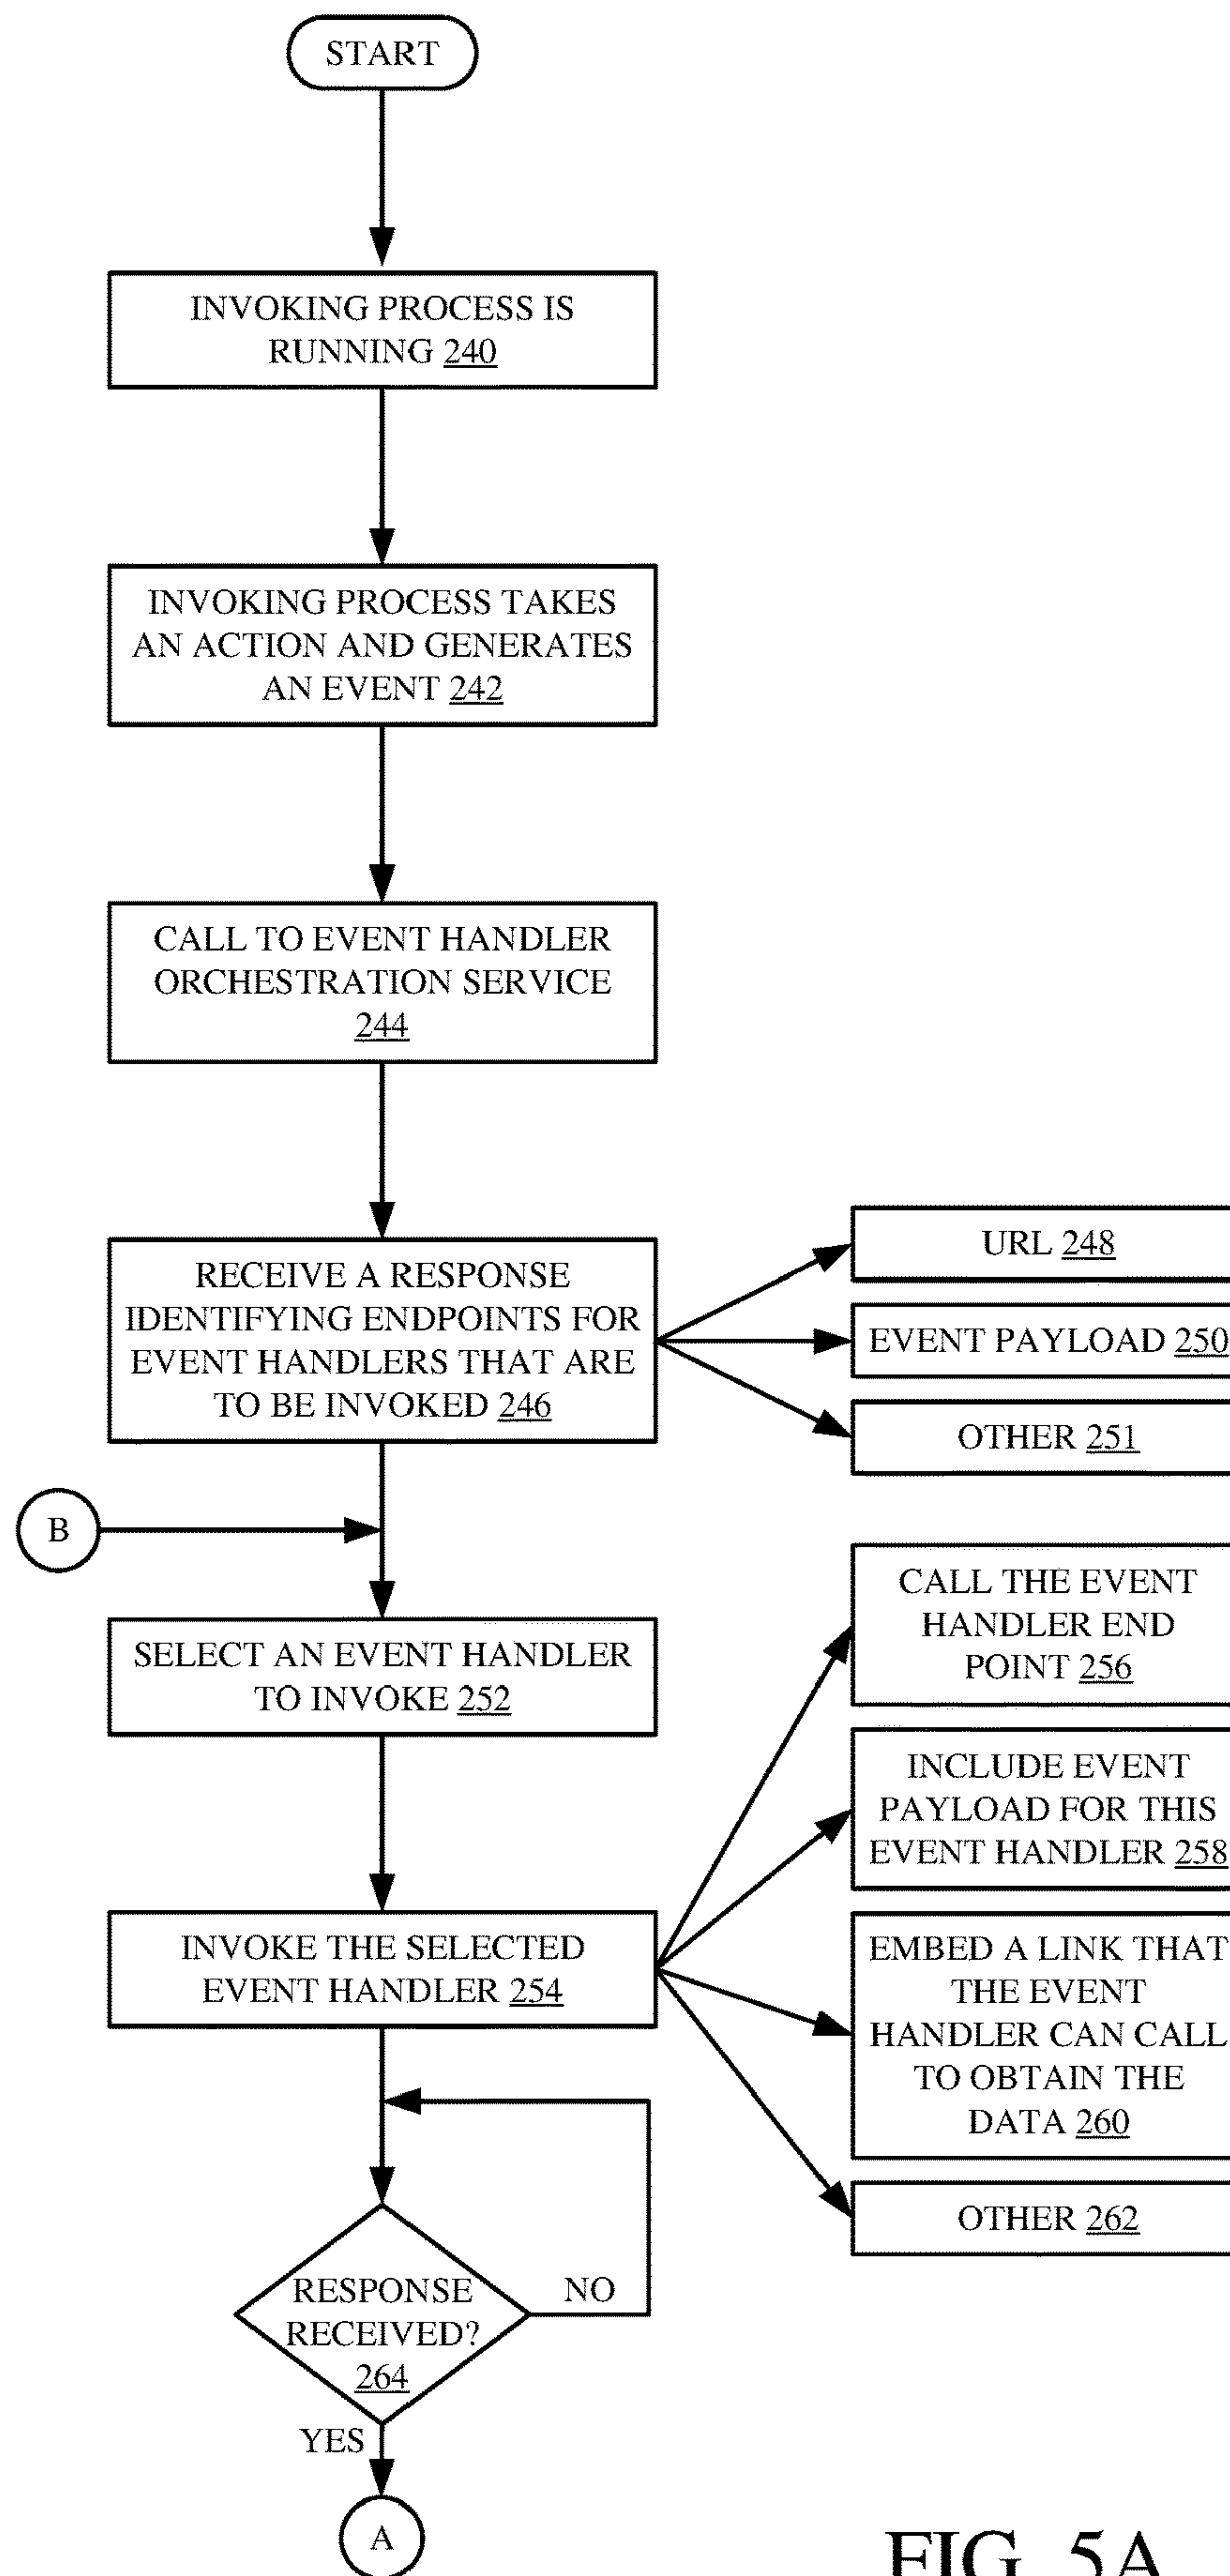 START
INVOKING PROCESS IS
RUNNING 240
INVOKING PROCESS TAKES
AN ACTION AND GENERATES
AN EVENT 242
CALL TO EVENT HANDLER
ORCHESTRATION SERVICE
244
RECEIVE A RESPONSE
IDENTIFYING ENDPOINTS FOR
EVENT HANDLERS THAT ARE
TO BE INVOKED 246
URL 248
EVENT PAYLOAD 250
OTHER 251
B
SELECT AN EVENT HANDLER
TO INVOKE 252
INVOKE THE SELECTED
EVENT HANDLER 254
CALL THE EVENT
HANDLER END
POINT 256
INCLUDE EVENT
PAYLOAD FOR THIS
EVENT HANDLER 258
EMBED A LINK THAT
THE EVENT
HANDLER CAN CALL
TO OBTAIN THE
DATA 260
OTHER 262
RESPONSE
RECEIVED?
264
NO
YES
A
FIG. 5A